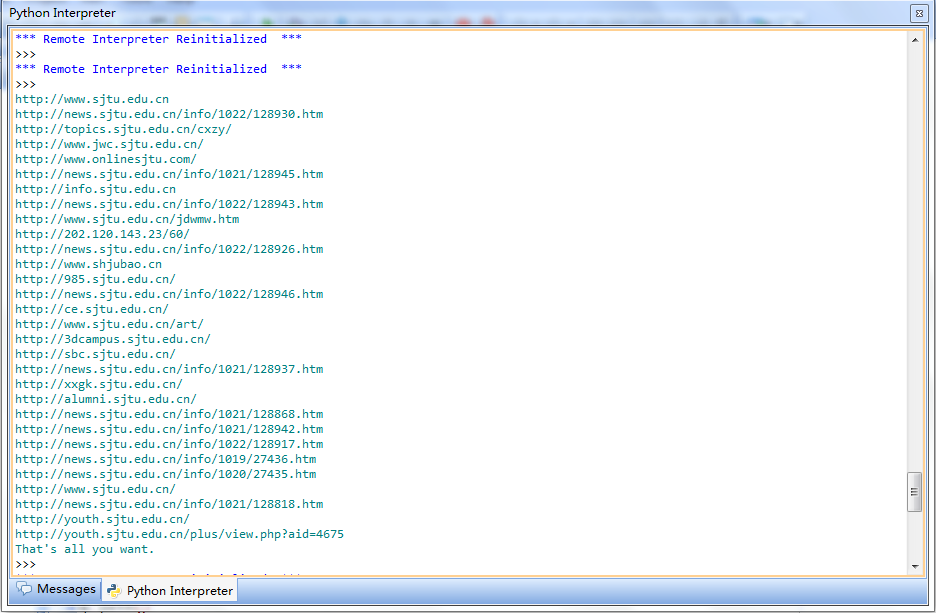 Python Interpreter
*** Remote Interpreter Reinitialized  ***
>>>
*** Remote Interpreter Reinitialized  ***
>>>
http://www.sjtu.edu.cn
http://news.sjtu.edu.cn/info/1022/128930.htm
http://topics.sjtu.edu.cn/cxzy/
http://www.jwc.sjtu.edu.cn/
http://www.onlinesjtu.com/
http://news.sjtu.edu.cn/info/1021/128945.htm
http://info.sjtu.edu.cn
http://news.sjtu.edu.cn/info/1022/128943.htm
http://www.sjtu.edu.cn/jdwmw.htm
http://202.120.143.23/60/
http://news.sjtu.edu.cn/info/1022/128926.htm
http://www.shjubao.cn
http://985.sjtu.edu.cn/
http://news.sjtu.edu.cn/info/1022/128946.htm
http://ce.sjtu.edu.cn/
http://www.sjtu.edu.cn/art/
http://3dcampus.sjtu.edu.cn/
http://sbc.sjtu.edu.cn/
http://news.sjtu.edu.cn/info/1021/128937.htm
http://xxgk.sjtu.edu.cn/
http://alumni.sjtu.edu.cn/
http://news.sjtu.edu.cn/info/1021/128868.htm
http://news.sjtu.edu.cn/info/1021/128942.htm
http://news.sjtu.edu.cn/info/1022/128917.htm
http://news.sjtu.edu.cn/info/1019/27436.htm
http://news.sjtu.edu.cn/info/1020/27435.htm
http://www.sjtu.edu.cn/
http://news.sjtu.edu.cn/info/1021/128818.htm
http://youth.sjtu.edu.cn/
http://youth.sjtu.edu.cn/plus/view.php?aid=4675
That's all you want.
>>>
Messages
Python Interpreter